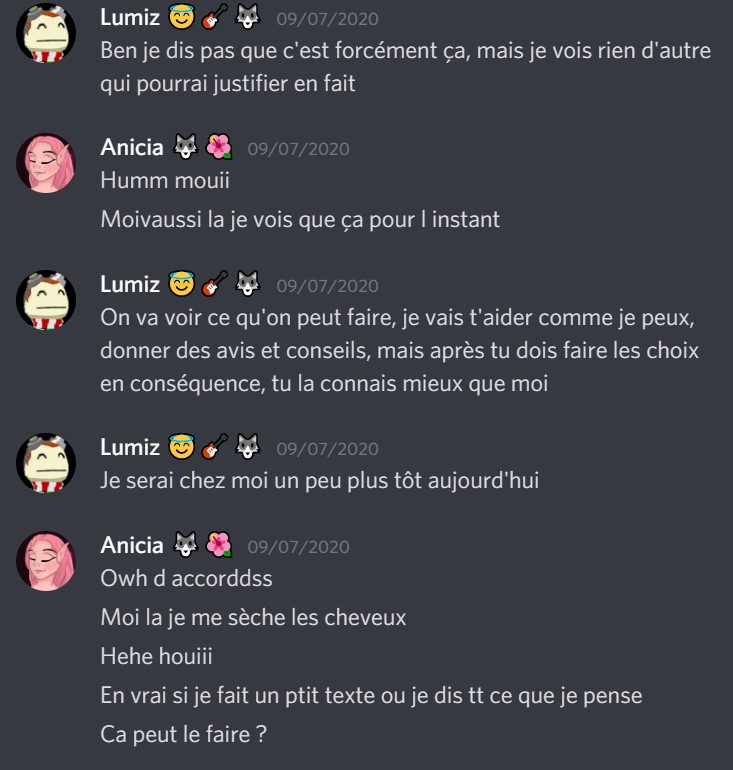 Lumiz 😇 🎸 🐺 09/07/2020
Ben je dis pas que c'est forcément ça, mais je vois rien d'autre
qui pourrai justifier en fait
Anicia 🐺 🌺 09/07/2020
Humm mouii
Moivaussi la je vois que ça pour l instant
Lumiz 😇 🎸 🐺 09/07/2020
On va voir ce qu'on peut faire, je vais t'aider comme je peux,
donner des avis et conseils, mais après tu dois faire les choix
en conséquence, tu la connais mieux que moi
Lumiz 😇 🎸 🐺 09/07/2020
Je serai chez moi un peu plus tôt aujourd'hui
Anicia 🐺 🌺 09/07/2020
Owh d accorddss
Moi la je me sèche les cheveux
Hehe houiii
En vrai si je fait un ptit texte ou je dis tt ce que je pense
Ca peut le faire ?